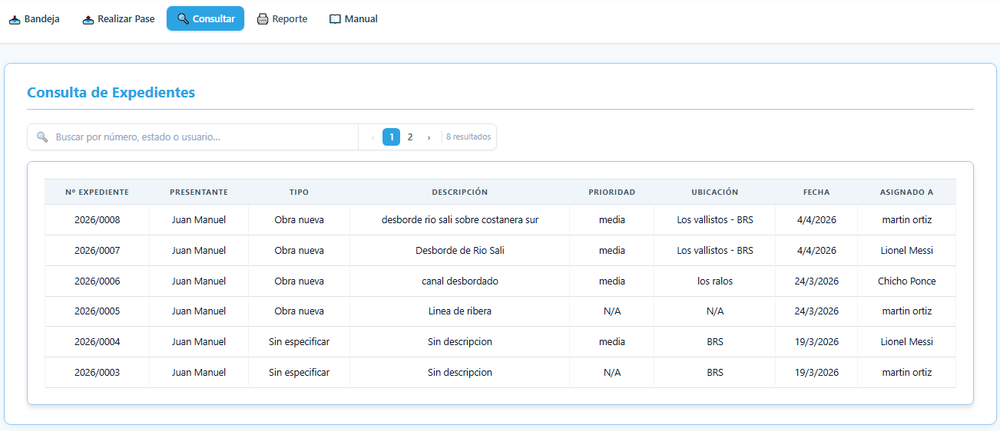 Bandeja Realizar Pase Consultar Reporte Manual
Consulta de Expedientes
Buscar por número, estado o usuario... ‹ 1 2 › 8 resultados
Nº EXPEDIENTE PRESENTANTE TIPO DESCRIPCIÓN PRIORIDAD UBICACIÓN FECHA ASIGNADO A
2026/0008 Juan Manuel Obra nueva desborde rio sali sobre costanera sur media Los vallistos - BRS 4/4/2026 martin ortiz
2026/0007 Juan Manuel Obra nueva Desborde de Rio Sali media Los vallistos - BRS 4/4/2026 Lionel Messi
2026/0006 Juan Manuel Obra nueva canal desbordado media los ralos 24/3/2026 Chicho Ponce
2026/0005 Juan Manuel Obra nueva Linea de ribera N/A N/A 24/3/2026 martin ortiz
2026/0004 Juan Manuel Sin especificar Sin descripcion media BRS 19/3/2026 Lionel Messi
2026/0003 Juan Manuel Sin especificar Sin descripcion N/A BRS 19/3/2026 martin ortiz